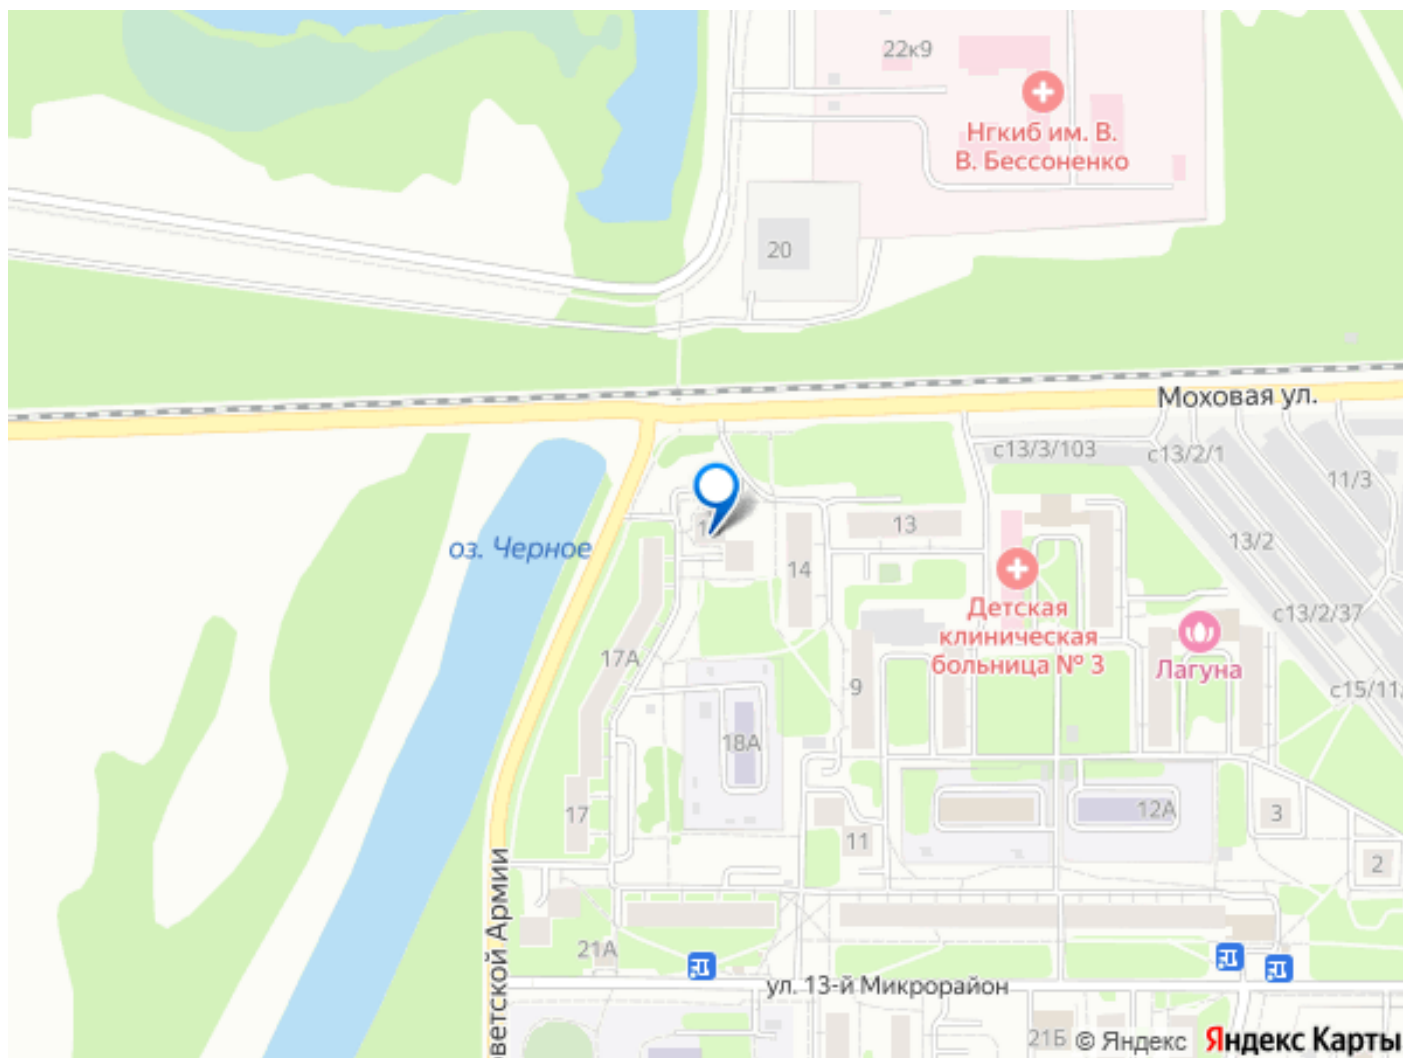 22к9
Нгкиб им. В.
В. Бессоненко
20
Моховая ул.
с13/3/103
с13/2/1
11/3
13
13/2
оз. Черное
14
Детская
клиническая
больница № 3
с13/2/37
Лагуна
17А
9
с15/11/
18А
17
12А
3
11
2
21А
ветской Армии
ул. 13-й Микрорайон
21Б
© Яндекс
Яндекс Карты